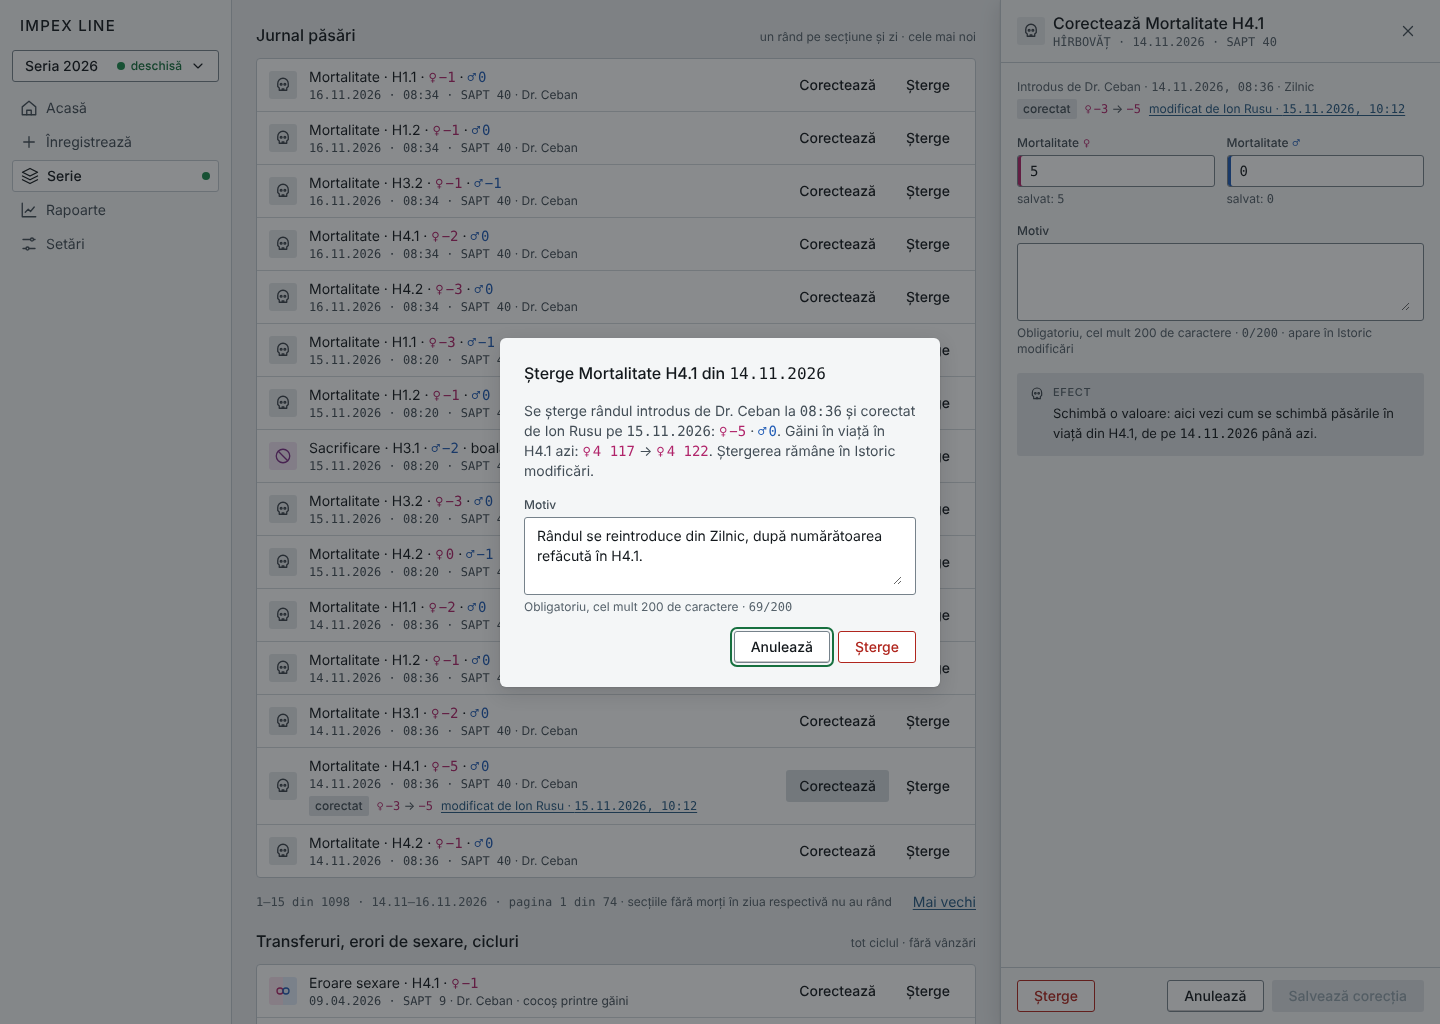 IMPEX LINE
Seria 2026 deschisă
Acasă
Înregistrează
Serie
Rapoarte
Setări
Jurnal păsări
un rând pe secțiune și zi · cele mai noi
Mortalitate · H1.1 · ♀−1 · ♂0
16.11.2026 · 08:34 · SAPT 40 · Dr. Ceban
Corectează Șterge
Mortalitate · H1.2 · ♀−1 · ♂0
16.11.2026 · 08:34 · SAPT 40 · Dr. Ceban
Corectează Șterge
Mortalitate · H3.2 · ♀−1 · ♂−1
16.11.2026 · 08:34 · SAPT 40 · Dr. Ceban
Corectează Șterge
Mortalitate · H4.1 · ♀−2 · ♂0
16.11.2026 · 08:34 · SAPT 40 · Dr. Ceban
Corectează Șterge
Mortalitate · H4.2 · ♀−3 · ♂0
16.11.2026 · 08:34 · SAPT 40 · Dr. Ceban
Corectează Șterge
Mortalitate · H1.1 · ♀−3 · ♂−1
15.11.2026 · 08:20 · SAPT
Mortalitate · H1.2 · ♀−1 · ♂0
15.11.2026 · 08:20 · SAPT
Sacrificare · H3.1 · ♂−2 ·
15.11.2026 · 08:20 · SAPT
Mortalitate · H3.2 · ♀−3 · ♂0
15.11.2026 · 08:20 · SAPT
Mortalitate · H4.2 · ♀0 · ♂−1
15.11.2026 · 08:20 · SAPT
Mortalitate · H1.1 · ♀−2 · ♂0
14.11.2026 · 08:36 · SAPT
Mortalitate · H1.2 · ♀−1 · ♂0
14.11.2026 · 08:36 · SAPT
Mortalitate · H3.1 · ♀−2 · ♂0
14.11.2026 · 08:36 · SAPT 40 · Dr. Ceban
Corectează Șterge
Mortalitate · H4.1 · ♀−5 · ♂0
14.11.2026 · 08:36 · SAPT 40 · Dr. Ceban
corectat ♀−3 → −5 modificat de Ion Rusu · 15.11.2026, 10:12
Corectează Șterge
Mortalitate · H4.2 · ♀−1 · ♂0
14.11.2026 · 08:36 · SAPT 40 · Dr. Ceban
Corectează Șterge
1–15 din 1098 · 14.11–16.11.2026 · pagina 1 din 74 · secțiile fără morți în ziua respectivă nu au rând
Mai vechi
Transferuri, erori de sexare, cicluri
tot ciclul · fără vânzări
Eroare sexare · H4.1 · ♀−1
09.04.2026 · SAPT 9 · Dr. Ceban · cocoș printre găini
Corectează Șterge
Șterge Mortalitate H4.1 din 14.11.2026
Se șterge rândul introdus de Dr. Ceban la 08:36 și corectat
de Ion Rusu pe 15.11.2026: ♀−5 · ♂0. Găini în viață în
H4.1 azi: ♀4 117 → ♀4 122. Ștergerea rămâne în Istoric
modificări.
Motiv
Rândul se reintroduce din Zilnic, după numărătoarea
refăcută în H4.1.
Obligatoriu, cel mult 200 de caractere · 69/200
Anulează Șterge
Corectează Mortalitate H4.1
HÎRBOVĂȚ · 14.11.2026 · SAPT 40
Introdus de Dr. Ceban · 14.11.2026, 08:36 · Zilnic
corectat ♀−3 → −5 modificat de Ion Rusu · 15.11.2026, 10:12
Mortalitate ♀ Mortalitate ♂
5 0
salvat: 5 salvat: 0
Motiv
Obligatoriu, cel mult 200 de caractere · 0/200 · apare în Istoric
modificări
EFECT
Schimbă o valoare: aici vezi cum se schimbă păsările în
viață din H4.1, de pe 14.11.2026 până azi.
Șterge Anulează Salvează corecția